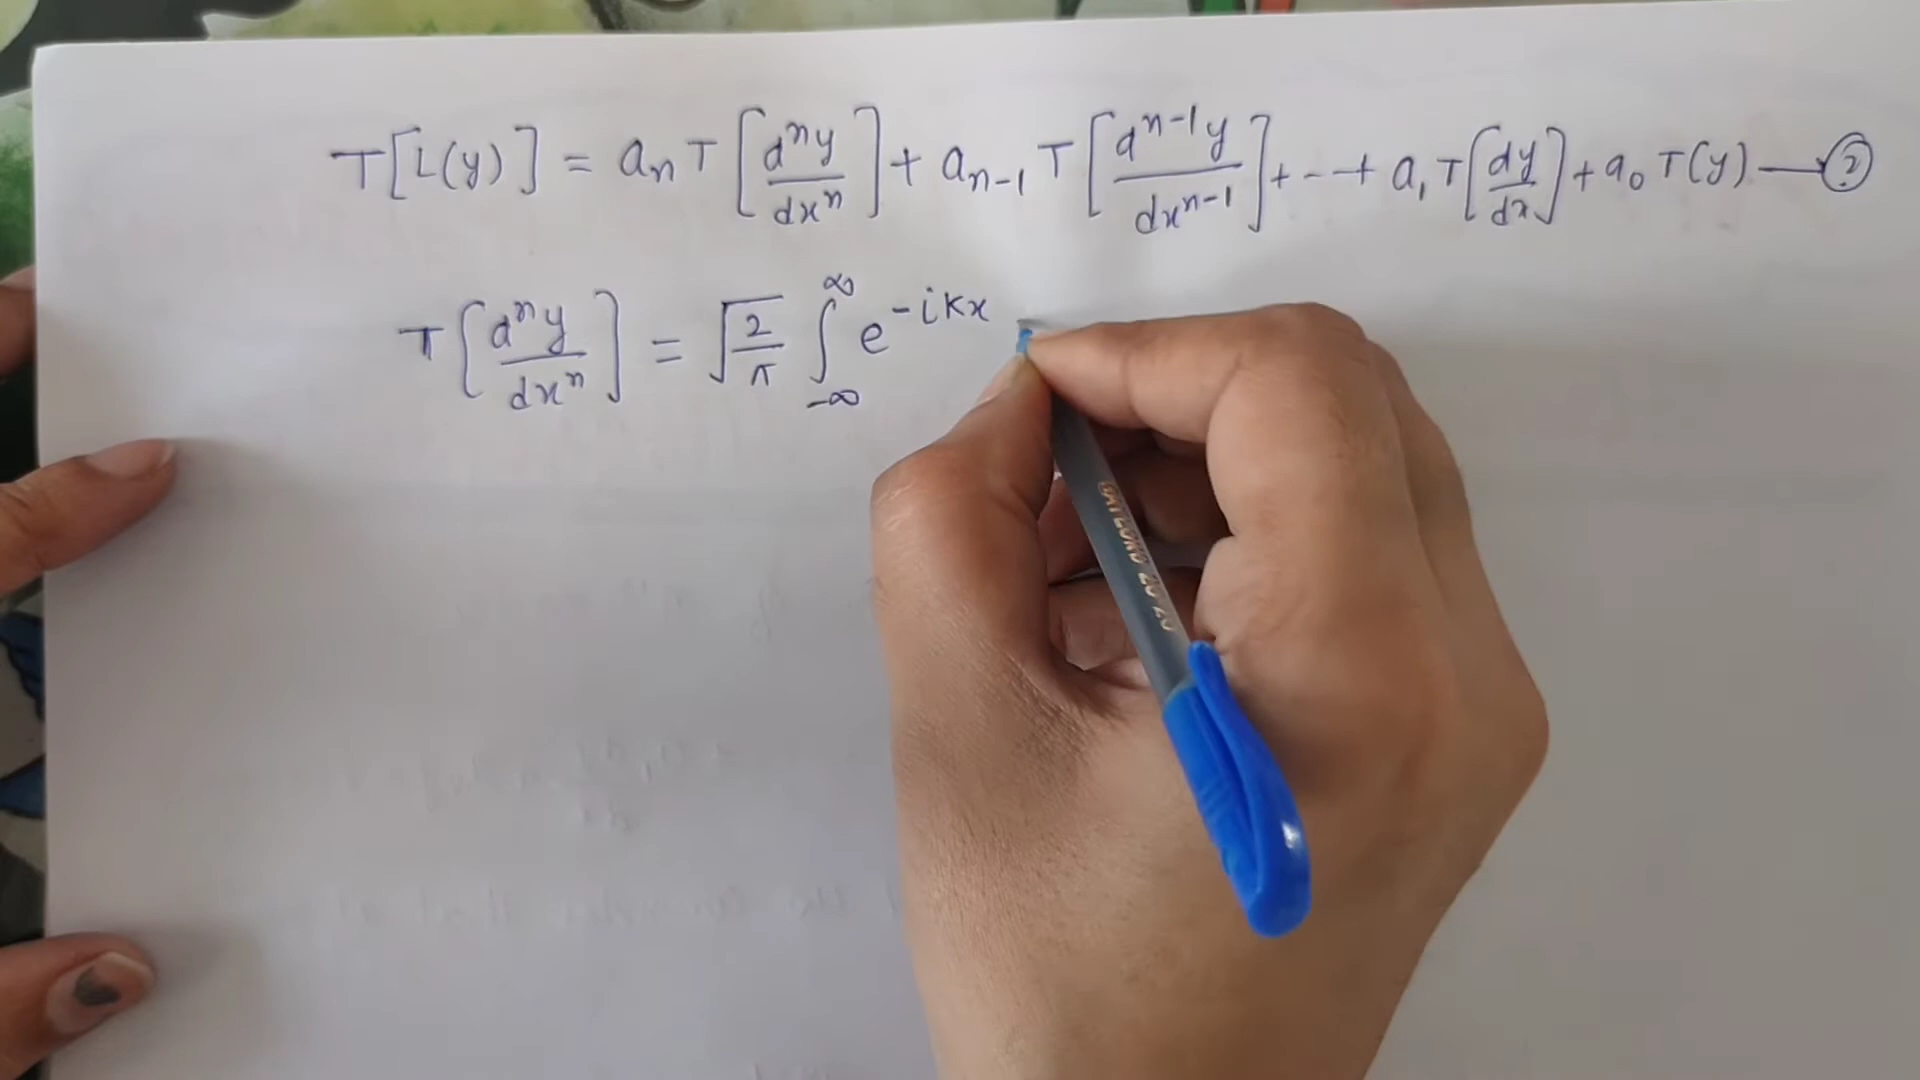 T[L(y)] = aₙ T[dⁿy/dxⁿ] + aₙ₋₁ T[dⁿ⁻¹y/dxⁿ⁻¹] + --+ a₁ T[dy/dx] + a₀ T(y) — ②
T[dⁿy/dxⁿ] = √(2/π) ∫_{-∞}^{∞} e^{-ikx}